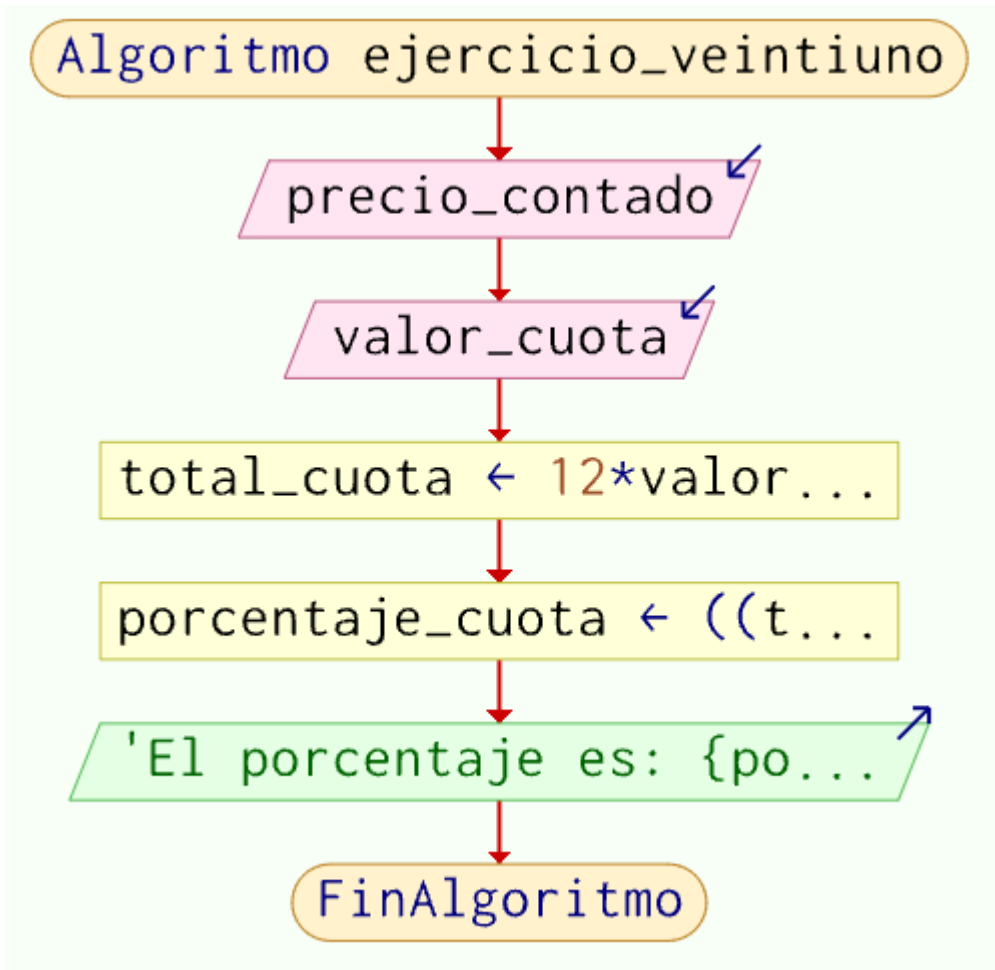 Algoritmo ejercicio_veintiuno
precio_contado
valor_cuota
total_cuota ← 12*valor...
porcentaje_cuota ← ((t...
'El porcentaje es: {po...
FinAlgoritmo